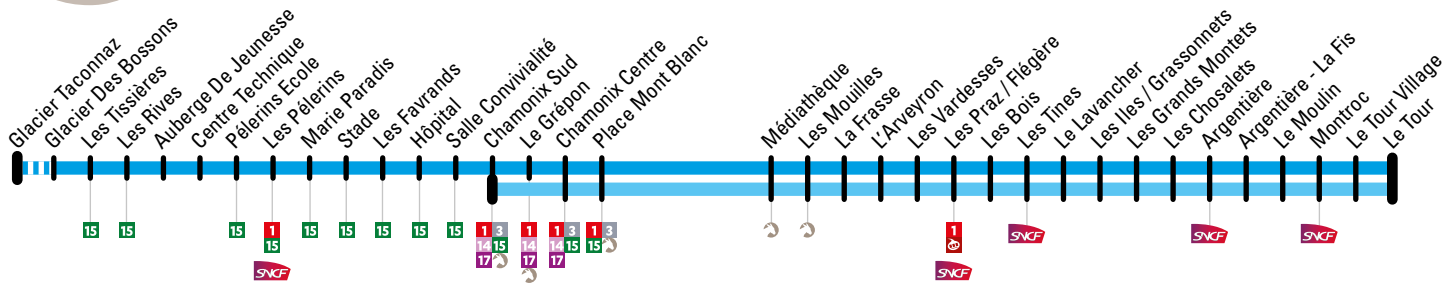 Glacier Taconnaz
Glacier Des Bossons
Les Tissières
Les Rives
Auberge De Jeunesse
Centre Technique
Pélerins Ecole
Les Pélerins
Marie Paradis
Stade
Les Favrands
Hôpital
Salle Convivialité
Chamonix Sud
Le Grépon
Chamonix Centre
Place Mont Blanc
Médiathèque
Les Mouilles
La Frasse
L'Arveyron
Les Vardesses
Les Praz / Flégère
Les Bois
Les Tines
Le Lavancher
Les Iles / Grassonnets
Les Grands Montets
Les Chosalets
Argentière
Argentière - La Fis
Le Moulin
Montroc
Le Tour Village
Le Tour
15 15 15 1 15 15 15 15 15 1 3 1 1 3 1 3 1
15 14 15 14 14 15 15
17 17 17
SNCF SNCF SNCF SNCF SNCF